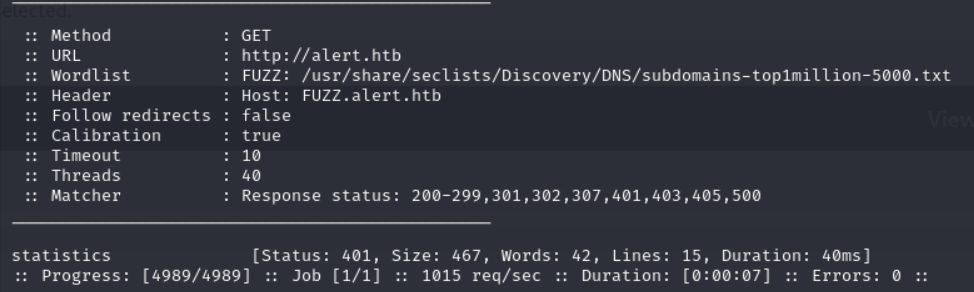 selected.
________________________________________________
:: Method : GET
:: URL : http://alert.htb
:: Wordlist : FUZZ: /usr/share/seclists/Discovery/DNS/subdomains-top1million-5000.txt
:: Header : Host: FUZZ.alert.htb
:: Follow redirects : false
:: Calibration : true
View
:: Timeout : 10
:: Threads : 40
:: Matcher : Response status: 200-299,301,302,307,401,403,405,500
________________________________________________
statistics [Status: 401, Size: 467, Words: 42, Lines: 15, Duration: 40ms]
:: Progress: [4989/4989] :: Job [1/1] :: 1015 req/sec :: Duration: [0:00:07] :: Errors: 0 ::